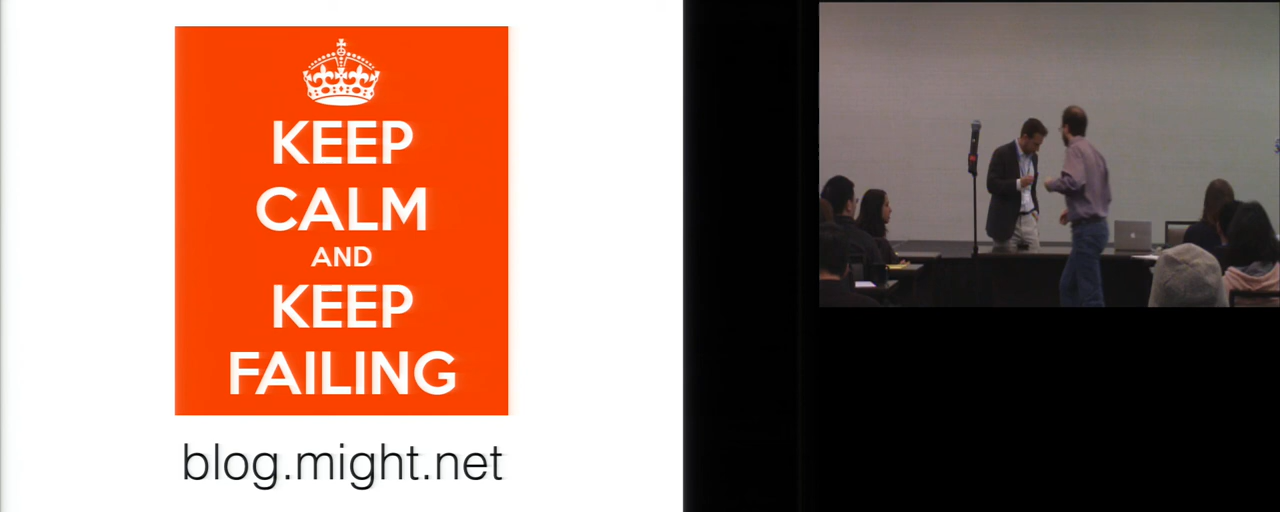 KEEP
CALM
AND
KEEP
FAILING
blog.might.net